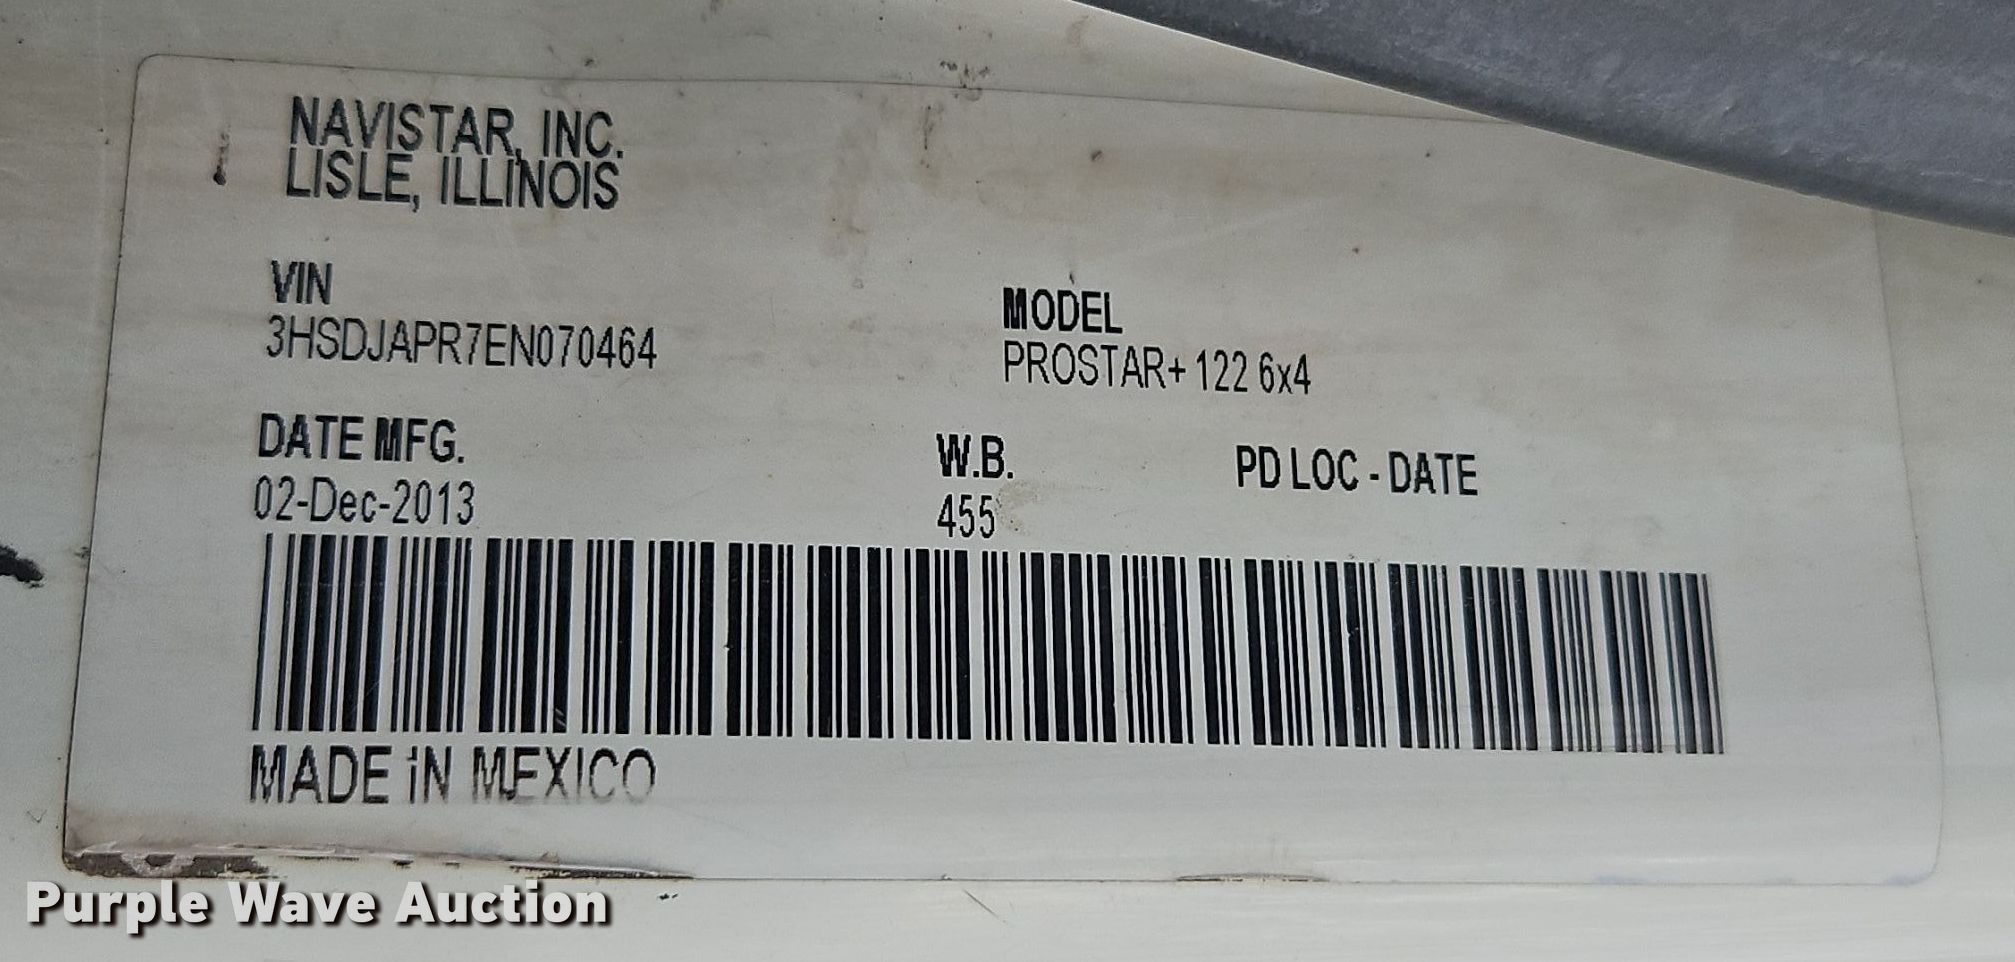 NAVISTAR, INC.
LISLE, ILLINOIS
VIN
3HSDJAPR7EN070464
MODEL
PROSTAR+ 122 6x4
DATE MFG.
02-Dec-2013
W.B.
455
PD LOC - DATE
MADE iN MEXICO
Purple Wave Auction